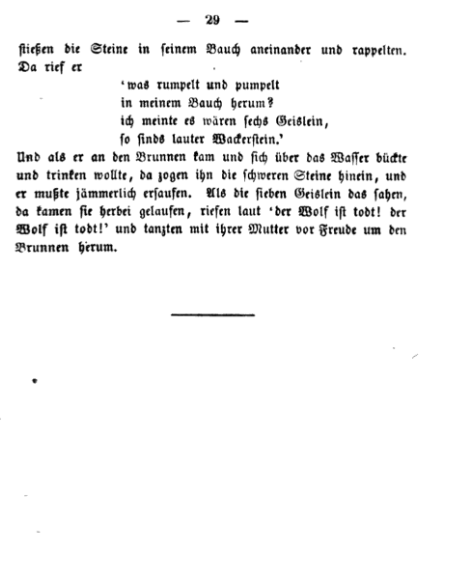 — 29 —
stießen die Steine in seinem Bauch aneinander und rappelten.
Da rief er
‘was rumpelt und pumpelt
in meinem Bauch herum?
ich meinte es wären sechs Geislein,
so sinds lauter Wackerstein.’
Und als er an den Brunnen kam und sich über das Wasser bückte
und trinken wollte, da zogen ihn die schweren Steine hinein, und
er mußte jämmerlich ersaufen. Als die sieben Geislein das sahen,
da kamen sie herbei gelaufen, riefen laut ‘der Wolf ist todt! der
Wolf ist todt!’ und tanzten mit ihrer Mutter vor Freude um den
Brunnen herum.